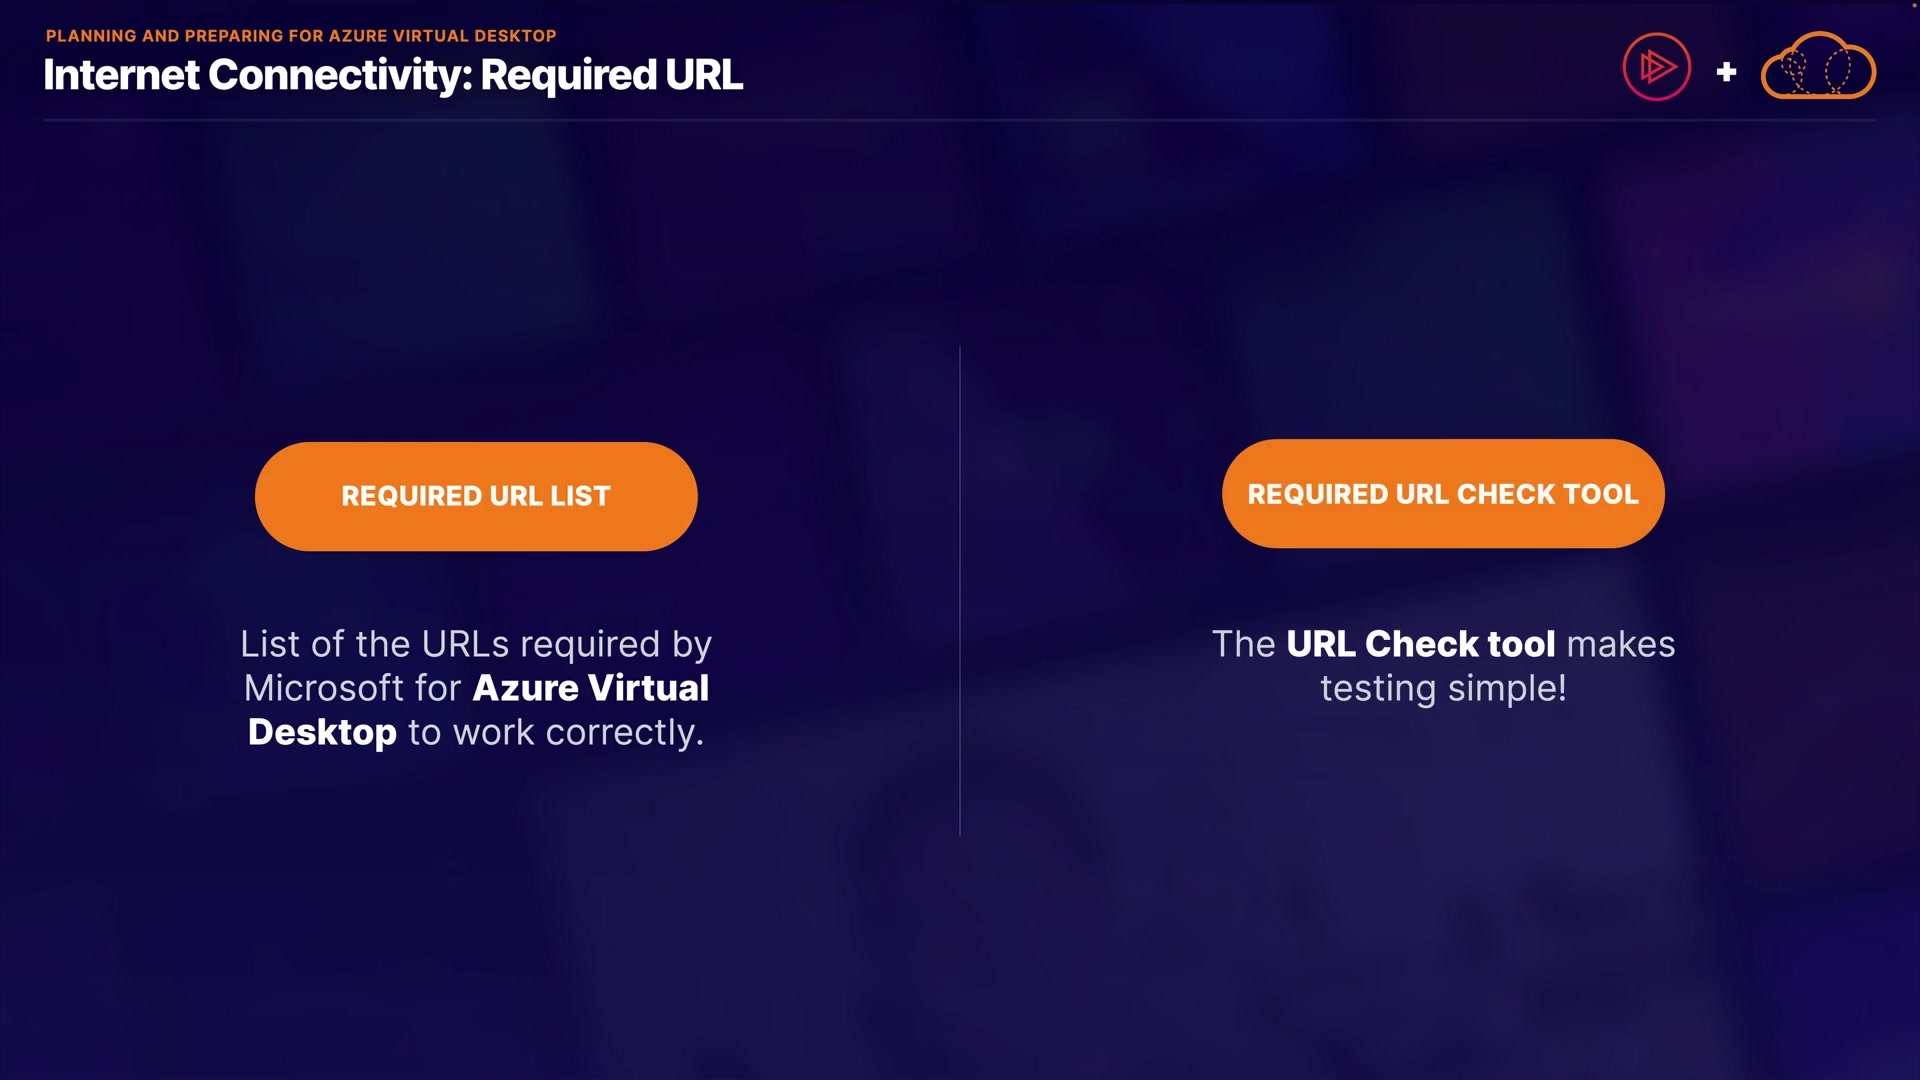 PLANNING AND PREPARING FOR AZURE VIRTUAL DESKTOP
Internet Connectivity: Required URL
REQUIRED URL LIST
List of the URLs required by
Microsoft for Azure Virtual
Desktop to work correctly.
REQUIRED URL CHECK TOOL
The URL Check tool makes
testing simple!